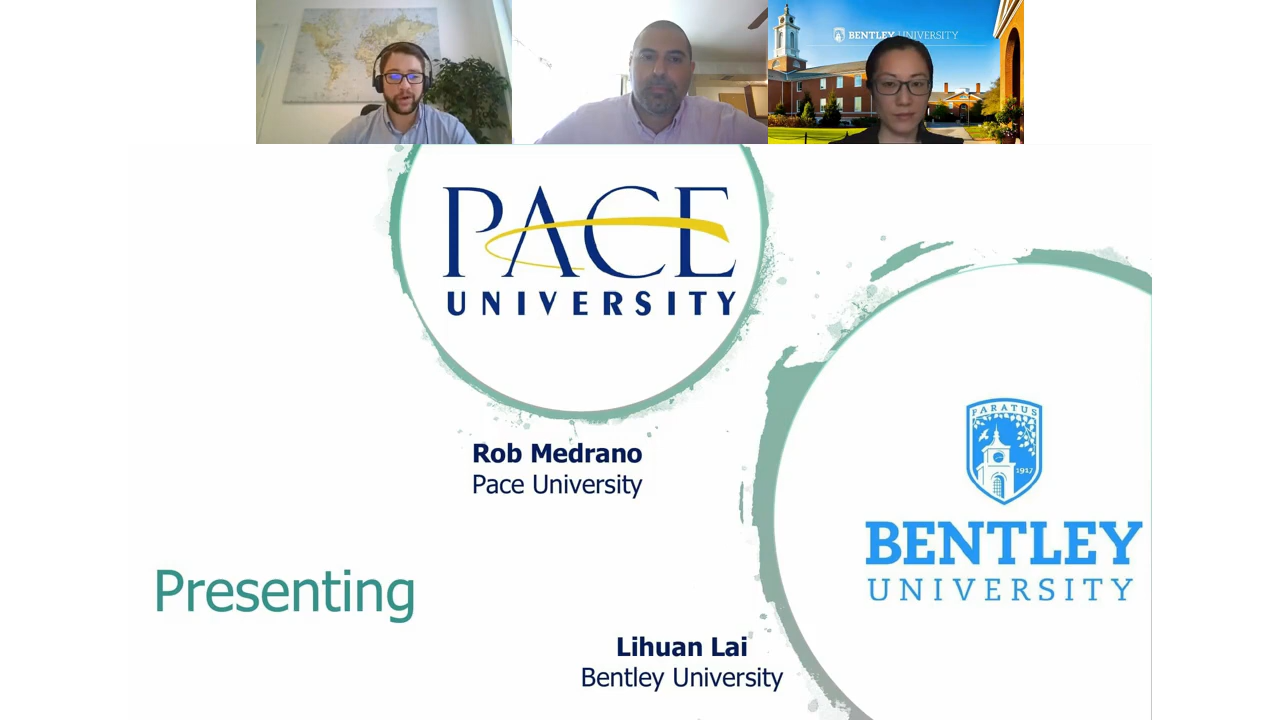 BENTLEY UNIVERSITY
PACE
UNIVERSITY
PARATUS
1917
BENTLEY
UNIVERSITY
Rob Medrano
Pace University
Presenting
Lihuan Lai
Bentley University